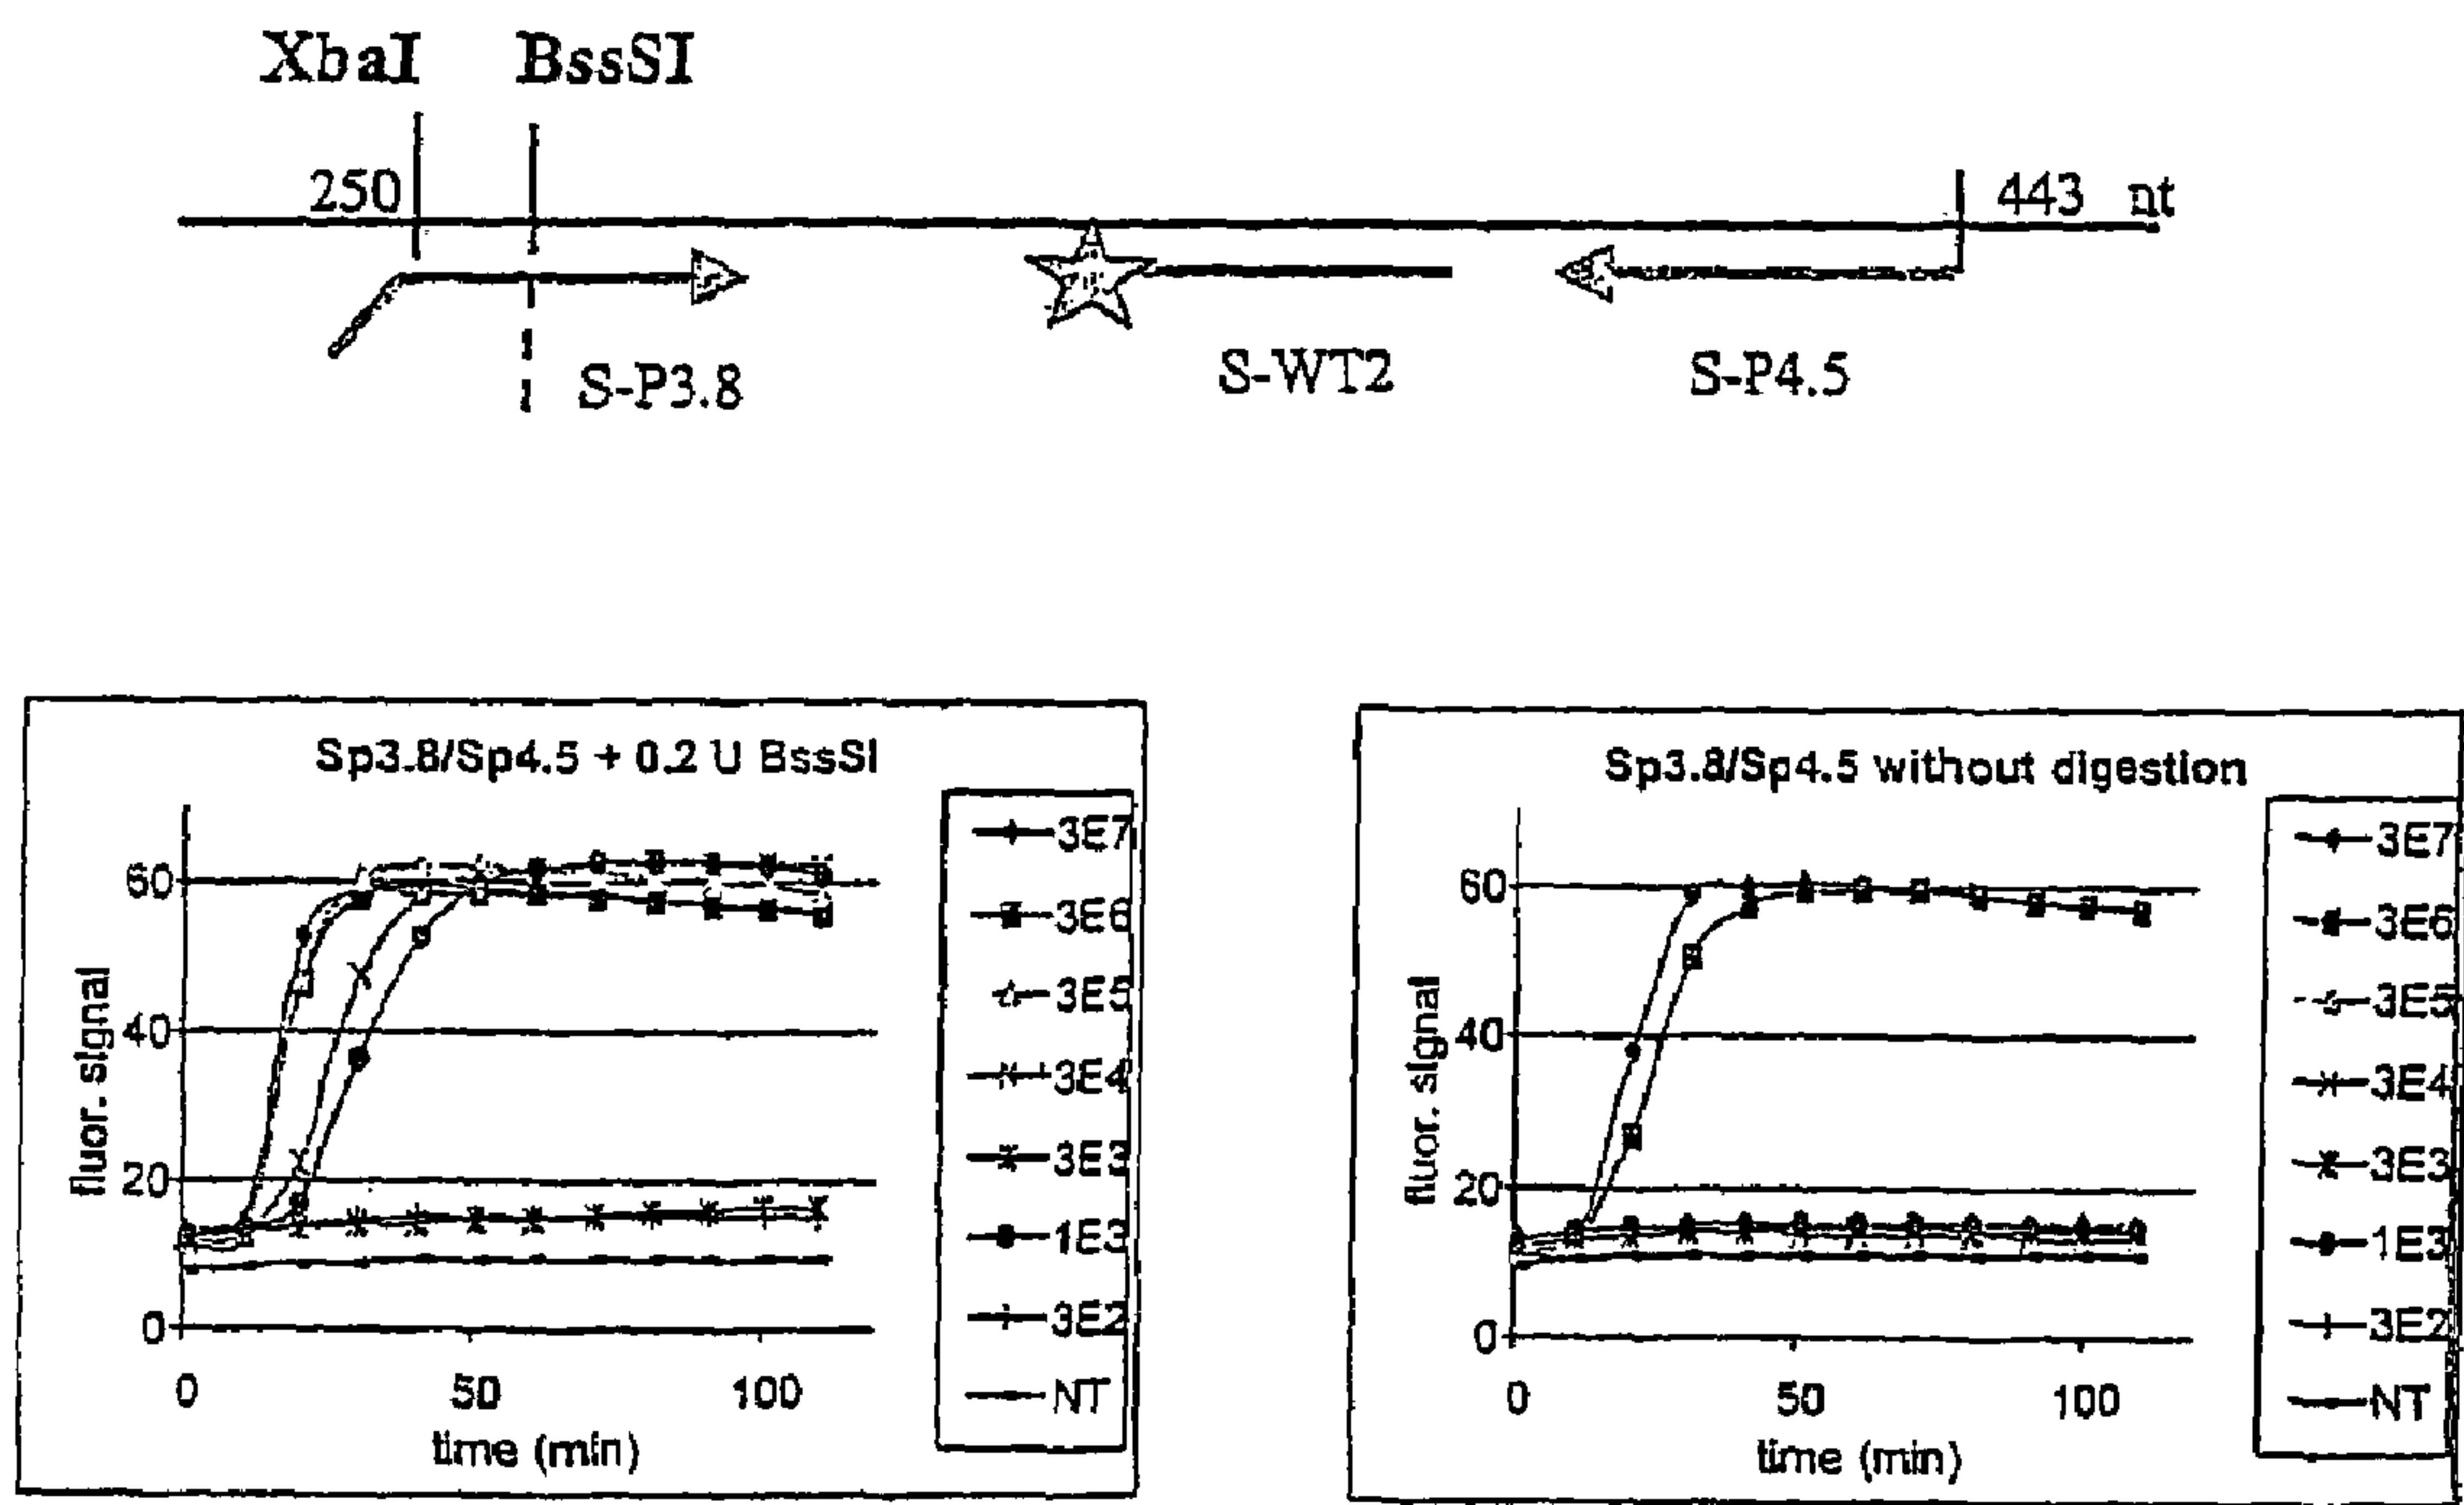 XbaI BssSI
250
443 nt
S-P3.8
S-WT2
S-P4.5
Sp3.8/Sp4.5 + 0.2 U BssSI
fluor. signal
60
40
20
0
0 50 100
time (min)
3E7
3E6
3E5
3E4
3E3
1E3
3E2
NT
Sp3.8/Sp4.5 without digestion
fluor. signal
60
40
20
0
0 50 100
time (min)
3E7
3E6
3E5
3E4
3E3
1E3
3E2
NT